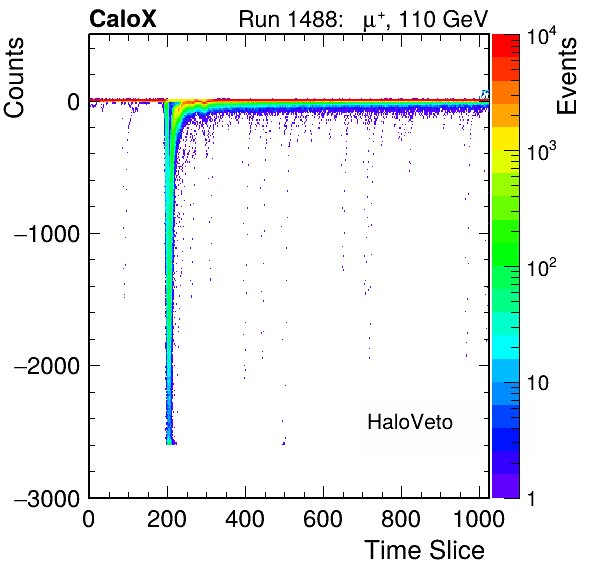 CaloX Run 1488: μ⁺, 110 GeV
Counts
Events
0
−1000
−2000
−3000
0 200 400 600 800 1000
Time Slice
HaloVeto
10⁴
10³
10²
10
1